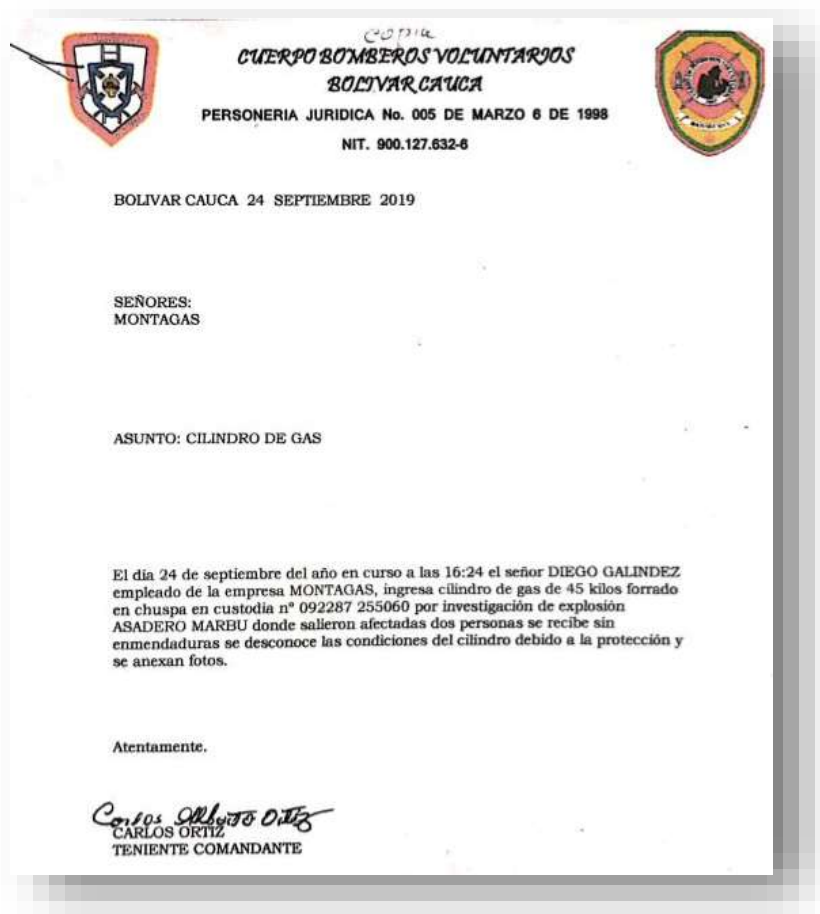 copia
CUERPO BOMBEROS VOLUNTARIOS
BOLIVAR CAUCA
PERSONERIA JURIDICA No. 005 DE MARZO 6 DE 1998
NIT. 900.127.632-6
BOLIVAR CAUCA 24 SEPTIEMBRE 2019
SEÑORES:
MONTAGAS
ASUNTO: CILINDRO DE GAS
El día 24 de septiembre del año en curso a las 16:24 el señor DIEGO GALINDEZ
empleado de la empresa MONTAGAS, ingresa cilindro de gas de 45 kilos forrado
en chuspa en custodia n° 092287 255060 por investigación de explosión
ASADERO MARBU donde salieron afectadas dos personas se recibe sin
enmendaduras se desconoce las condiciones del cilindro debido a la protección y
se anexan fotos.
Atentamente.
Carlos Alberto Ortiz
CARLOS ORTIZ
TENIENTE COMANDANTE